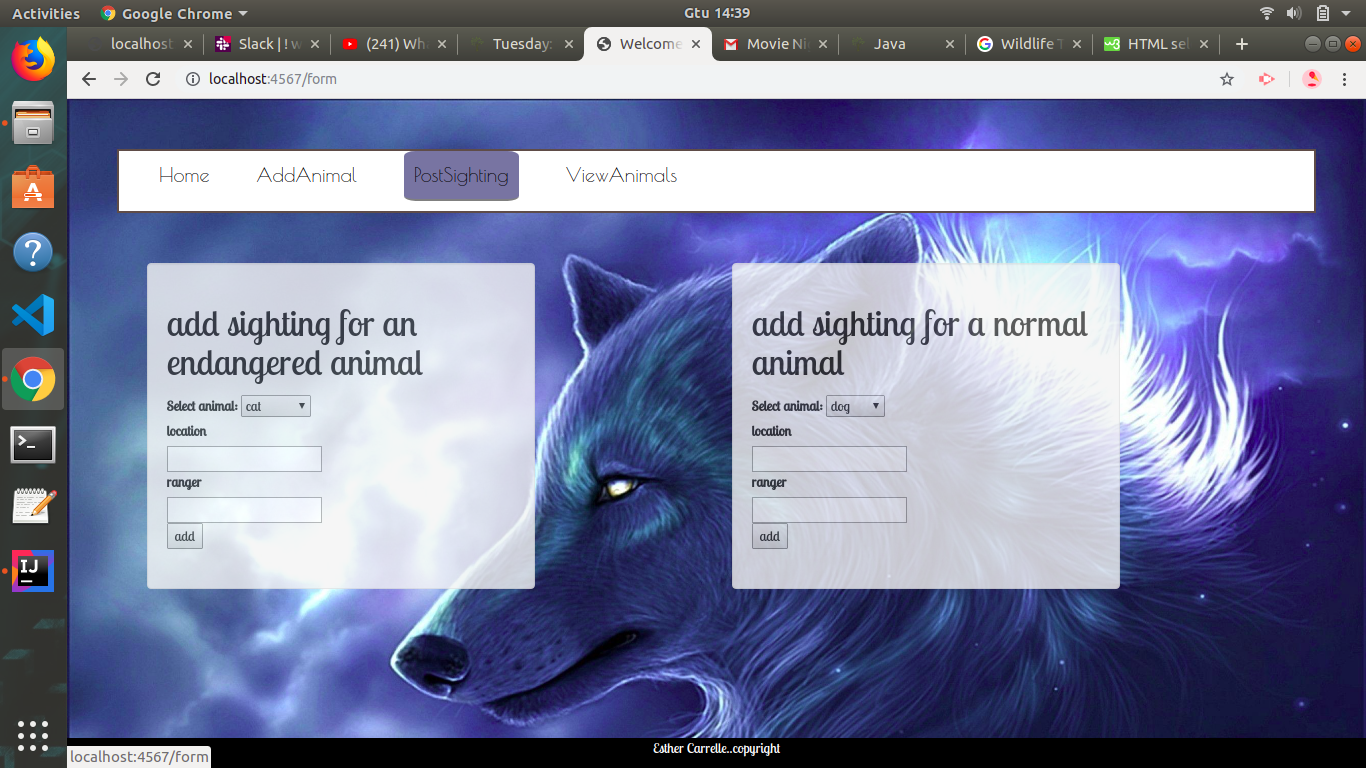 Activities Google Chrome Gtu 14:39
localhost Slack | ! w (241) Wha Tuesday: Welcome Movie Ni Java Wildlife T HTML sel
localhost:4567/form
Home AddAnimal PostSighting ViewAnimals
add sighting for an
endangered animal
Select animal: cat
location
ranger
add
add sighting for a normal
animal
Select animal: dog
location
ranger
add
Esther Carrelle..copyright
localhost:4567/form